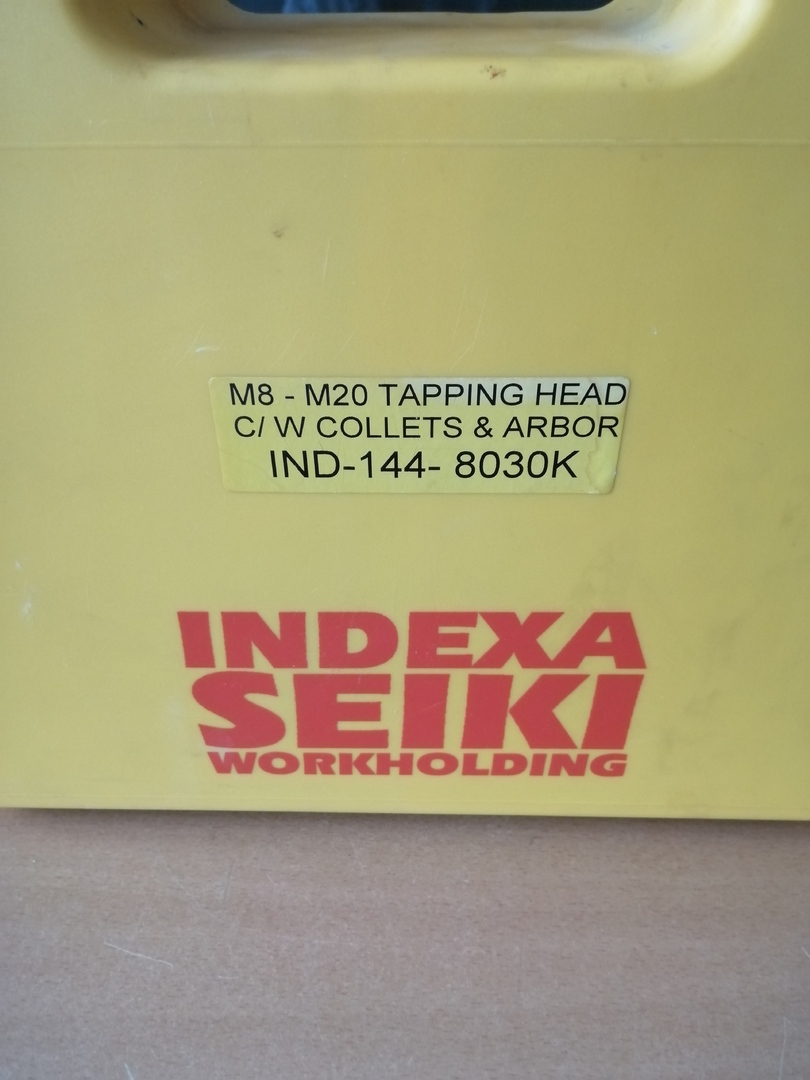 M8 - M20 TAPPING HEAD
C/ W COLLETS & ARBOR
IND-144- 8030K
INDEXA
SEIKI
WORKHOLDING